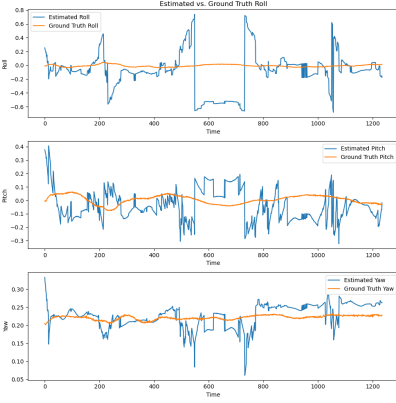 Estimated vs. Ground Truth Roll
0.8
0.6
0.4
0.2
0.0
−0.2
−0.4
−0.6
Roll
Estimated Roll
Ground Truth Roll
0 200 400 600 800 1000 1200
Time
0.4
0.3
0.2
0.1
0.0
−0.1
−0.2
−0.3
Pitch
Estimated Pitch
Ground Truth Pitch
0 200 400 600 800 1000 1200
Time
0.30
0.25
0.20
0.15
0.10
0.05
Yaw
Estimated Yaw
Ground Truth Yaw
0 200 400 600 800 1000 1200
Time